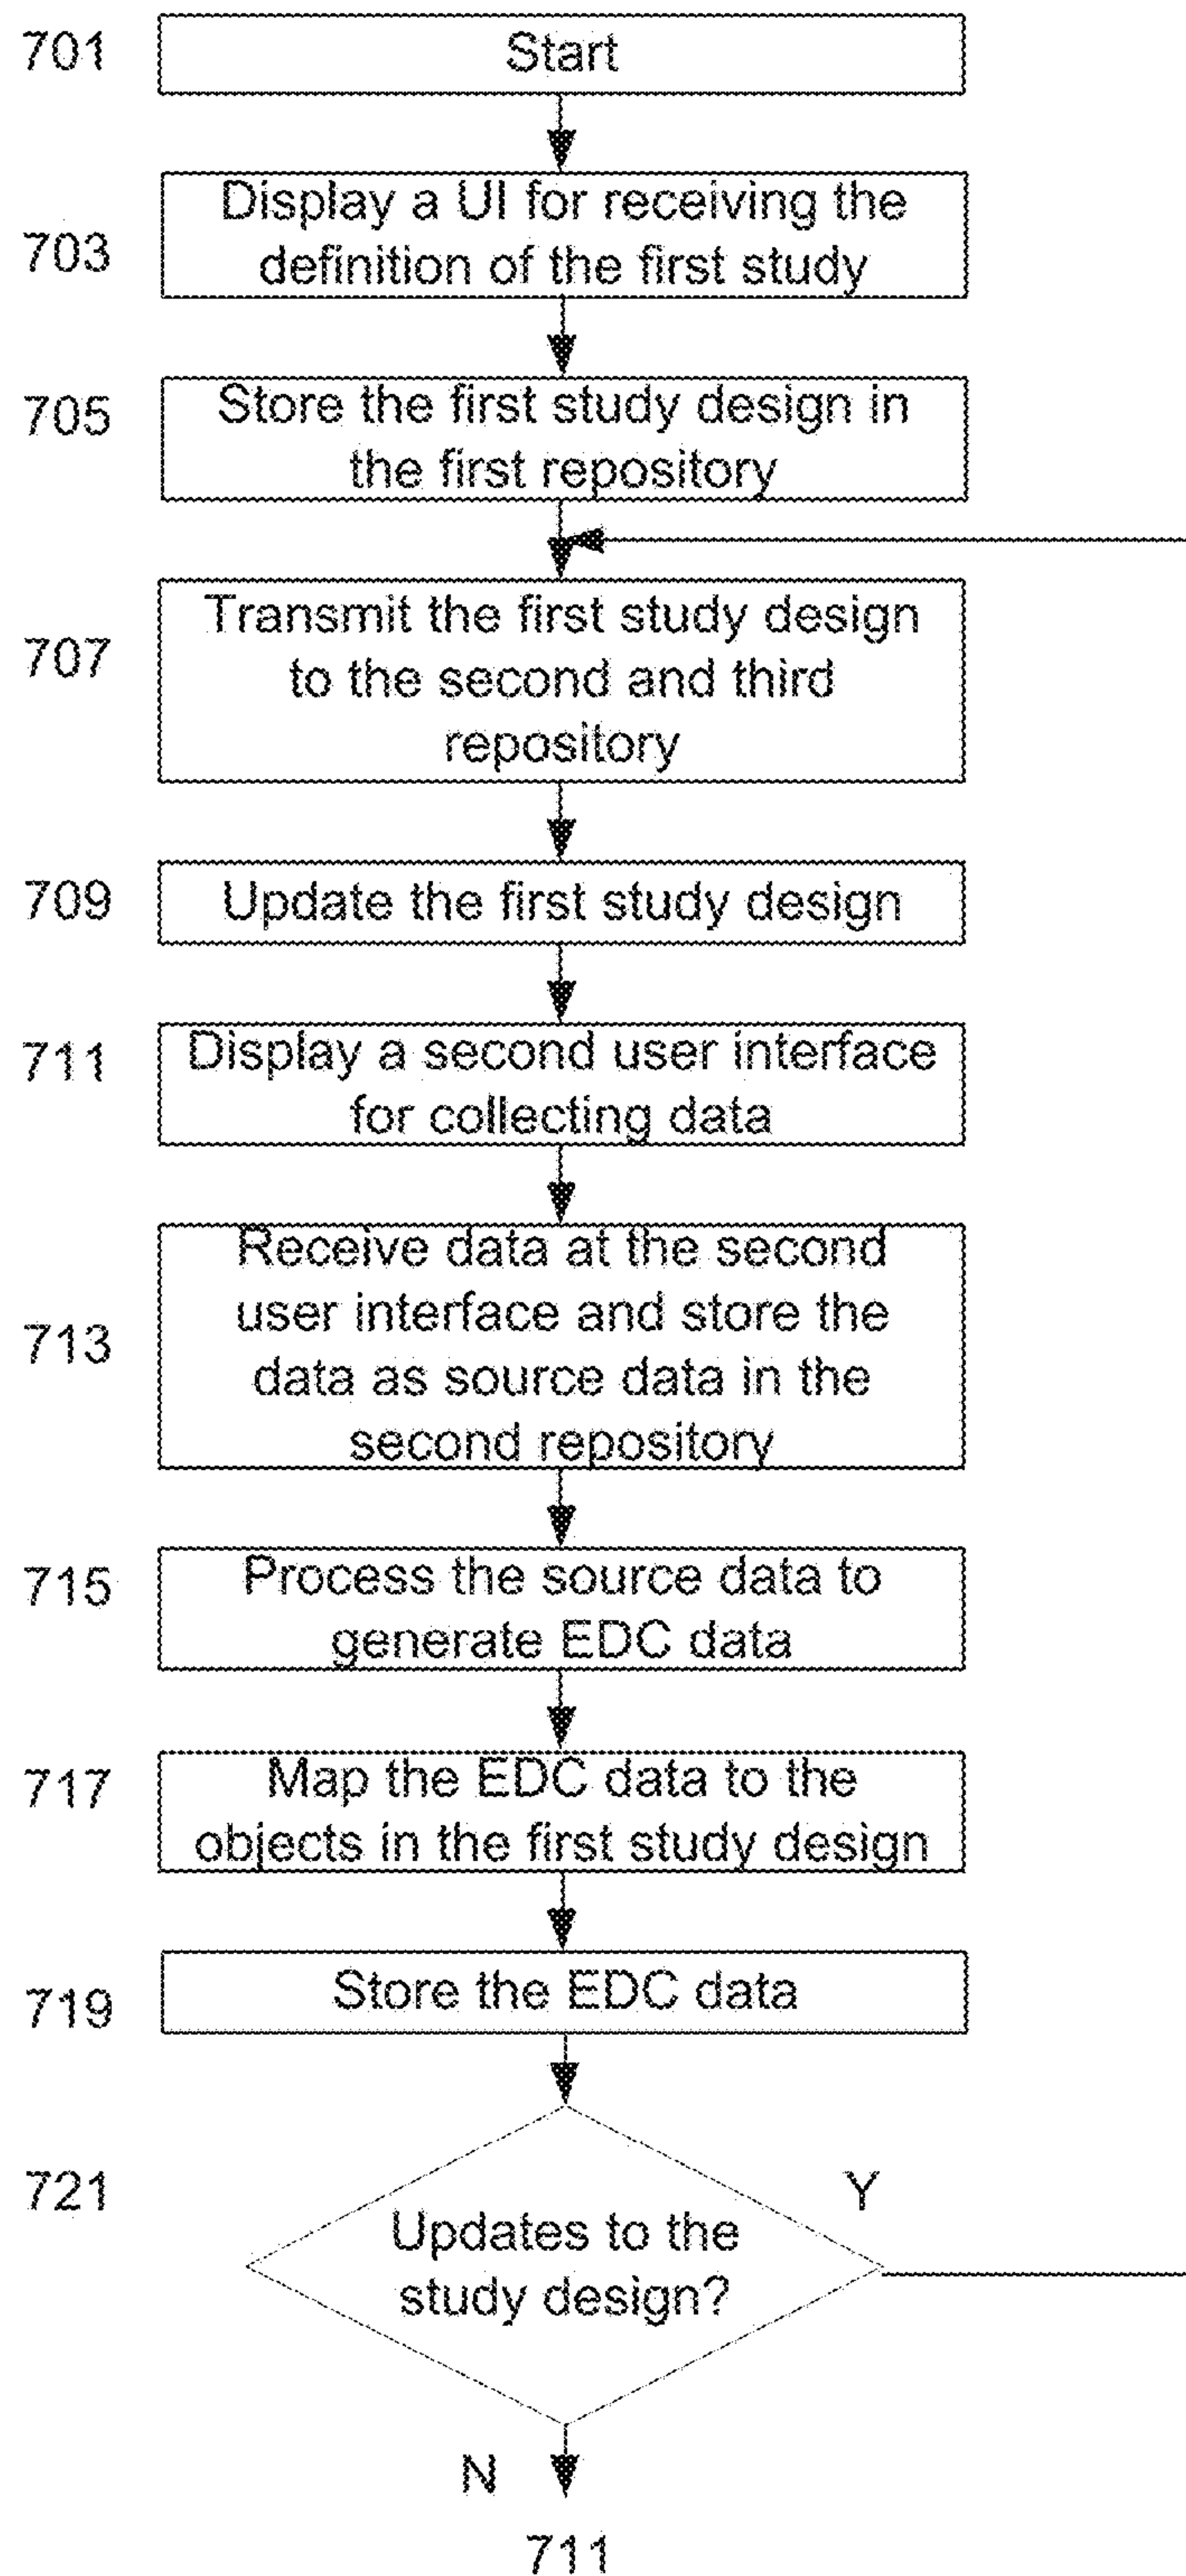 701
Start
703
Display a UI for receiving the
definition of the first study
705
Store the first study design in
the first repository
707
Transmit the first study design
to the second and third
repository
709
Update the first study design
711
Display a second user interface
for collecting data
713
Receive data at the second
user interface and store the
data as source data in the
second repository
715
Process the source data to
generate EDC data
717
Map the EDC data to the
objects in the first study design
719
Store the EDC data
721
Y
Updates to the
study design?
N
711